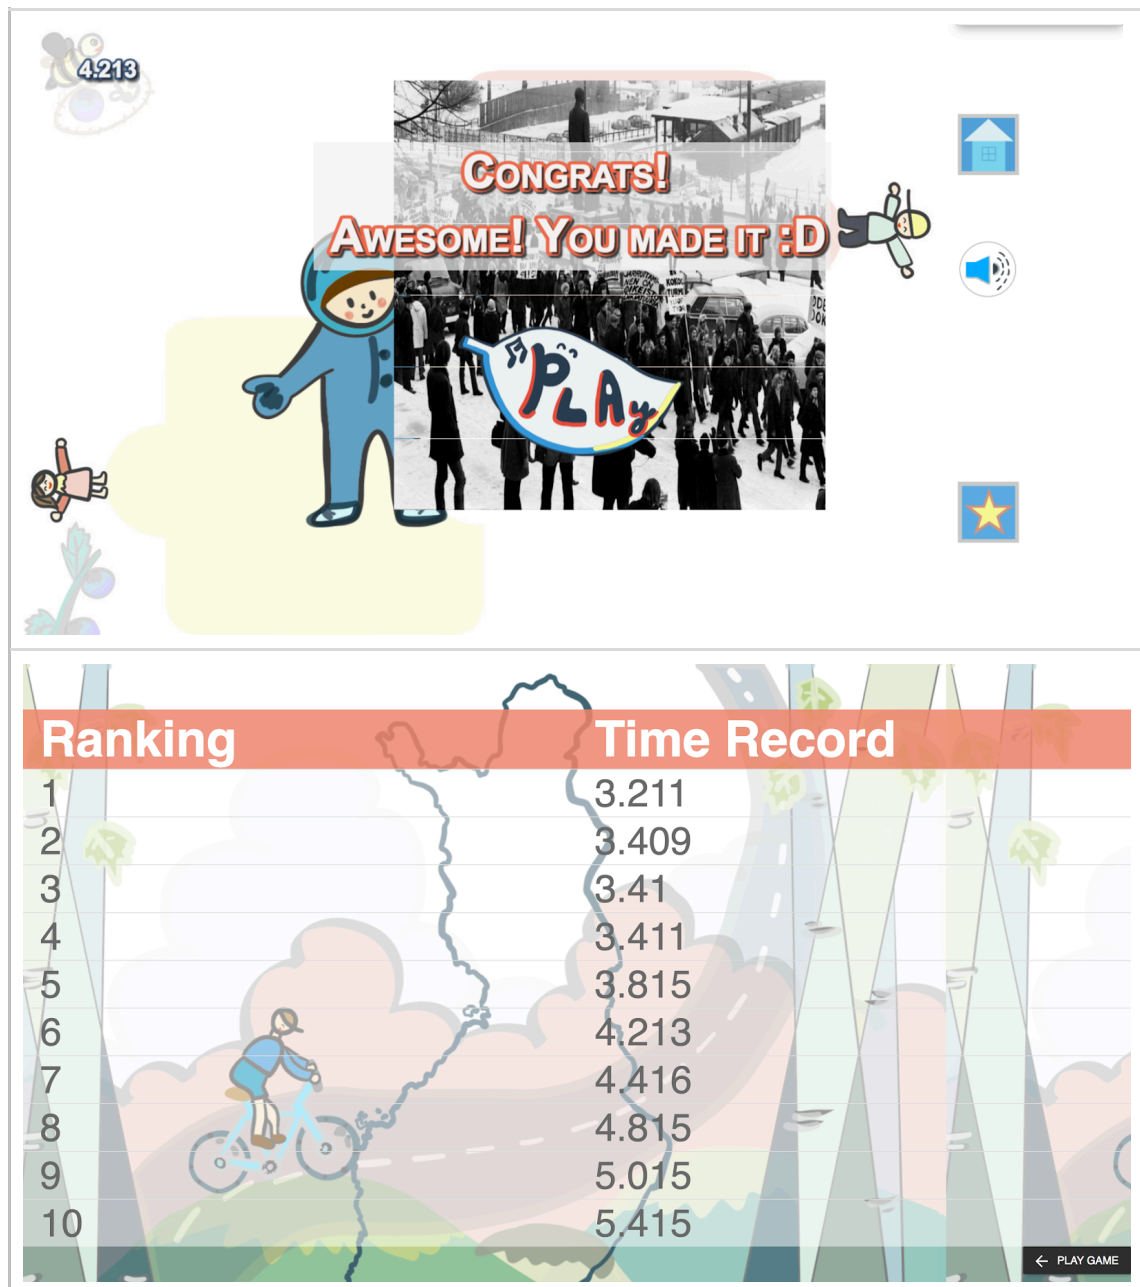 4.213
CONGRATS!
AWESOME! YOU MADE IT :D
PLAY
Ranking Time Record
1 3.211
2 3.409
3 3.41
4 3.411
5 3.815
6 4.213
7 4.416
8 4.815
9 5.015
10 5.415
← PLAY GAME